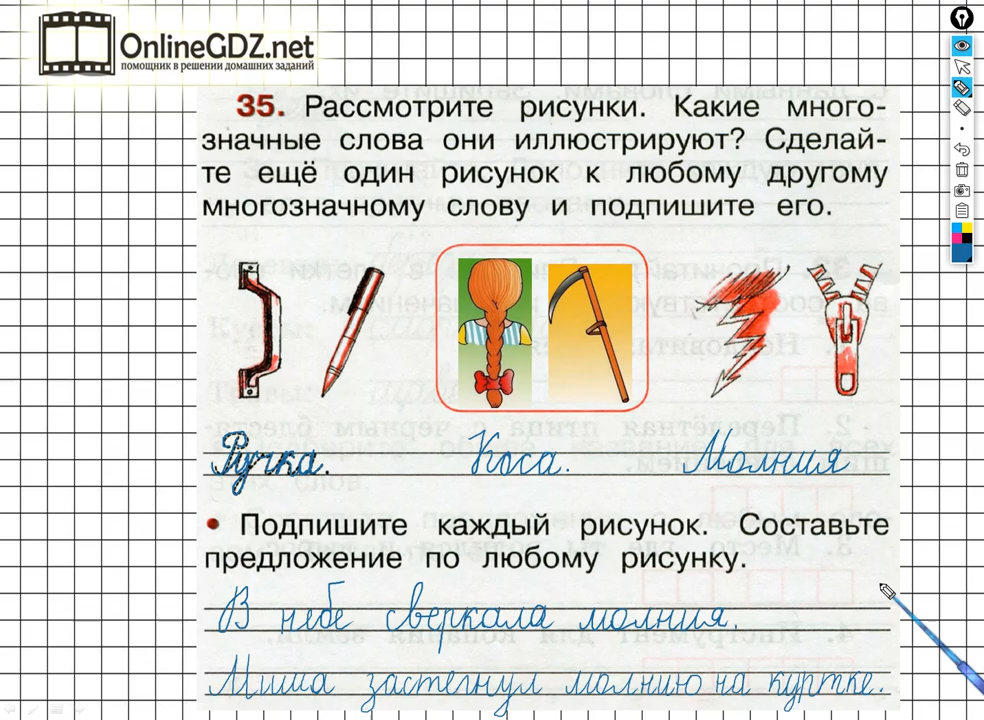 OnlineGDZ.net
помощник в решении домашних заданий
35. Рассмотрите рисунки. Какие много-
значные слова они иллюстрируют? Сделай-
те ещё один рисунок к любому другому
многозначному слову и подпишите его.
Ручка. Коса. Молния
• Подпишите каждый рисунок. Составьте
предложение по любому рисунку.
В небе сверкала молния.
Миша застегнул молнию на куртке.